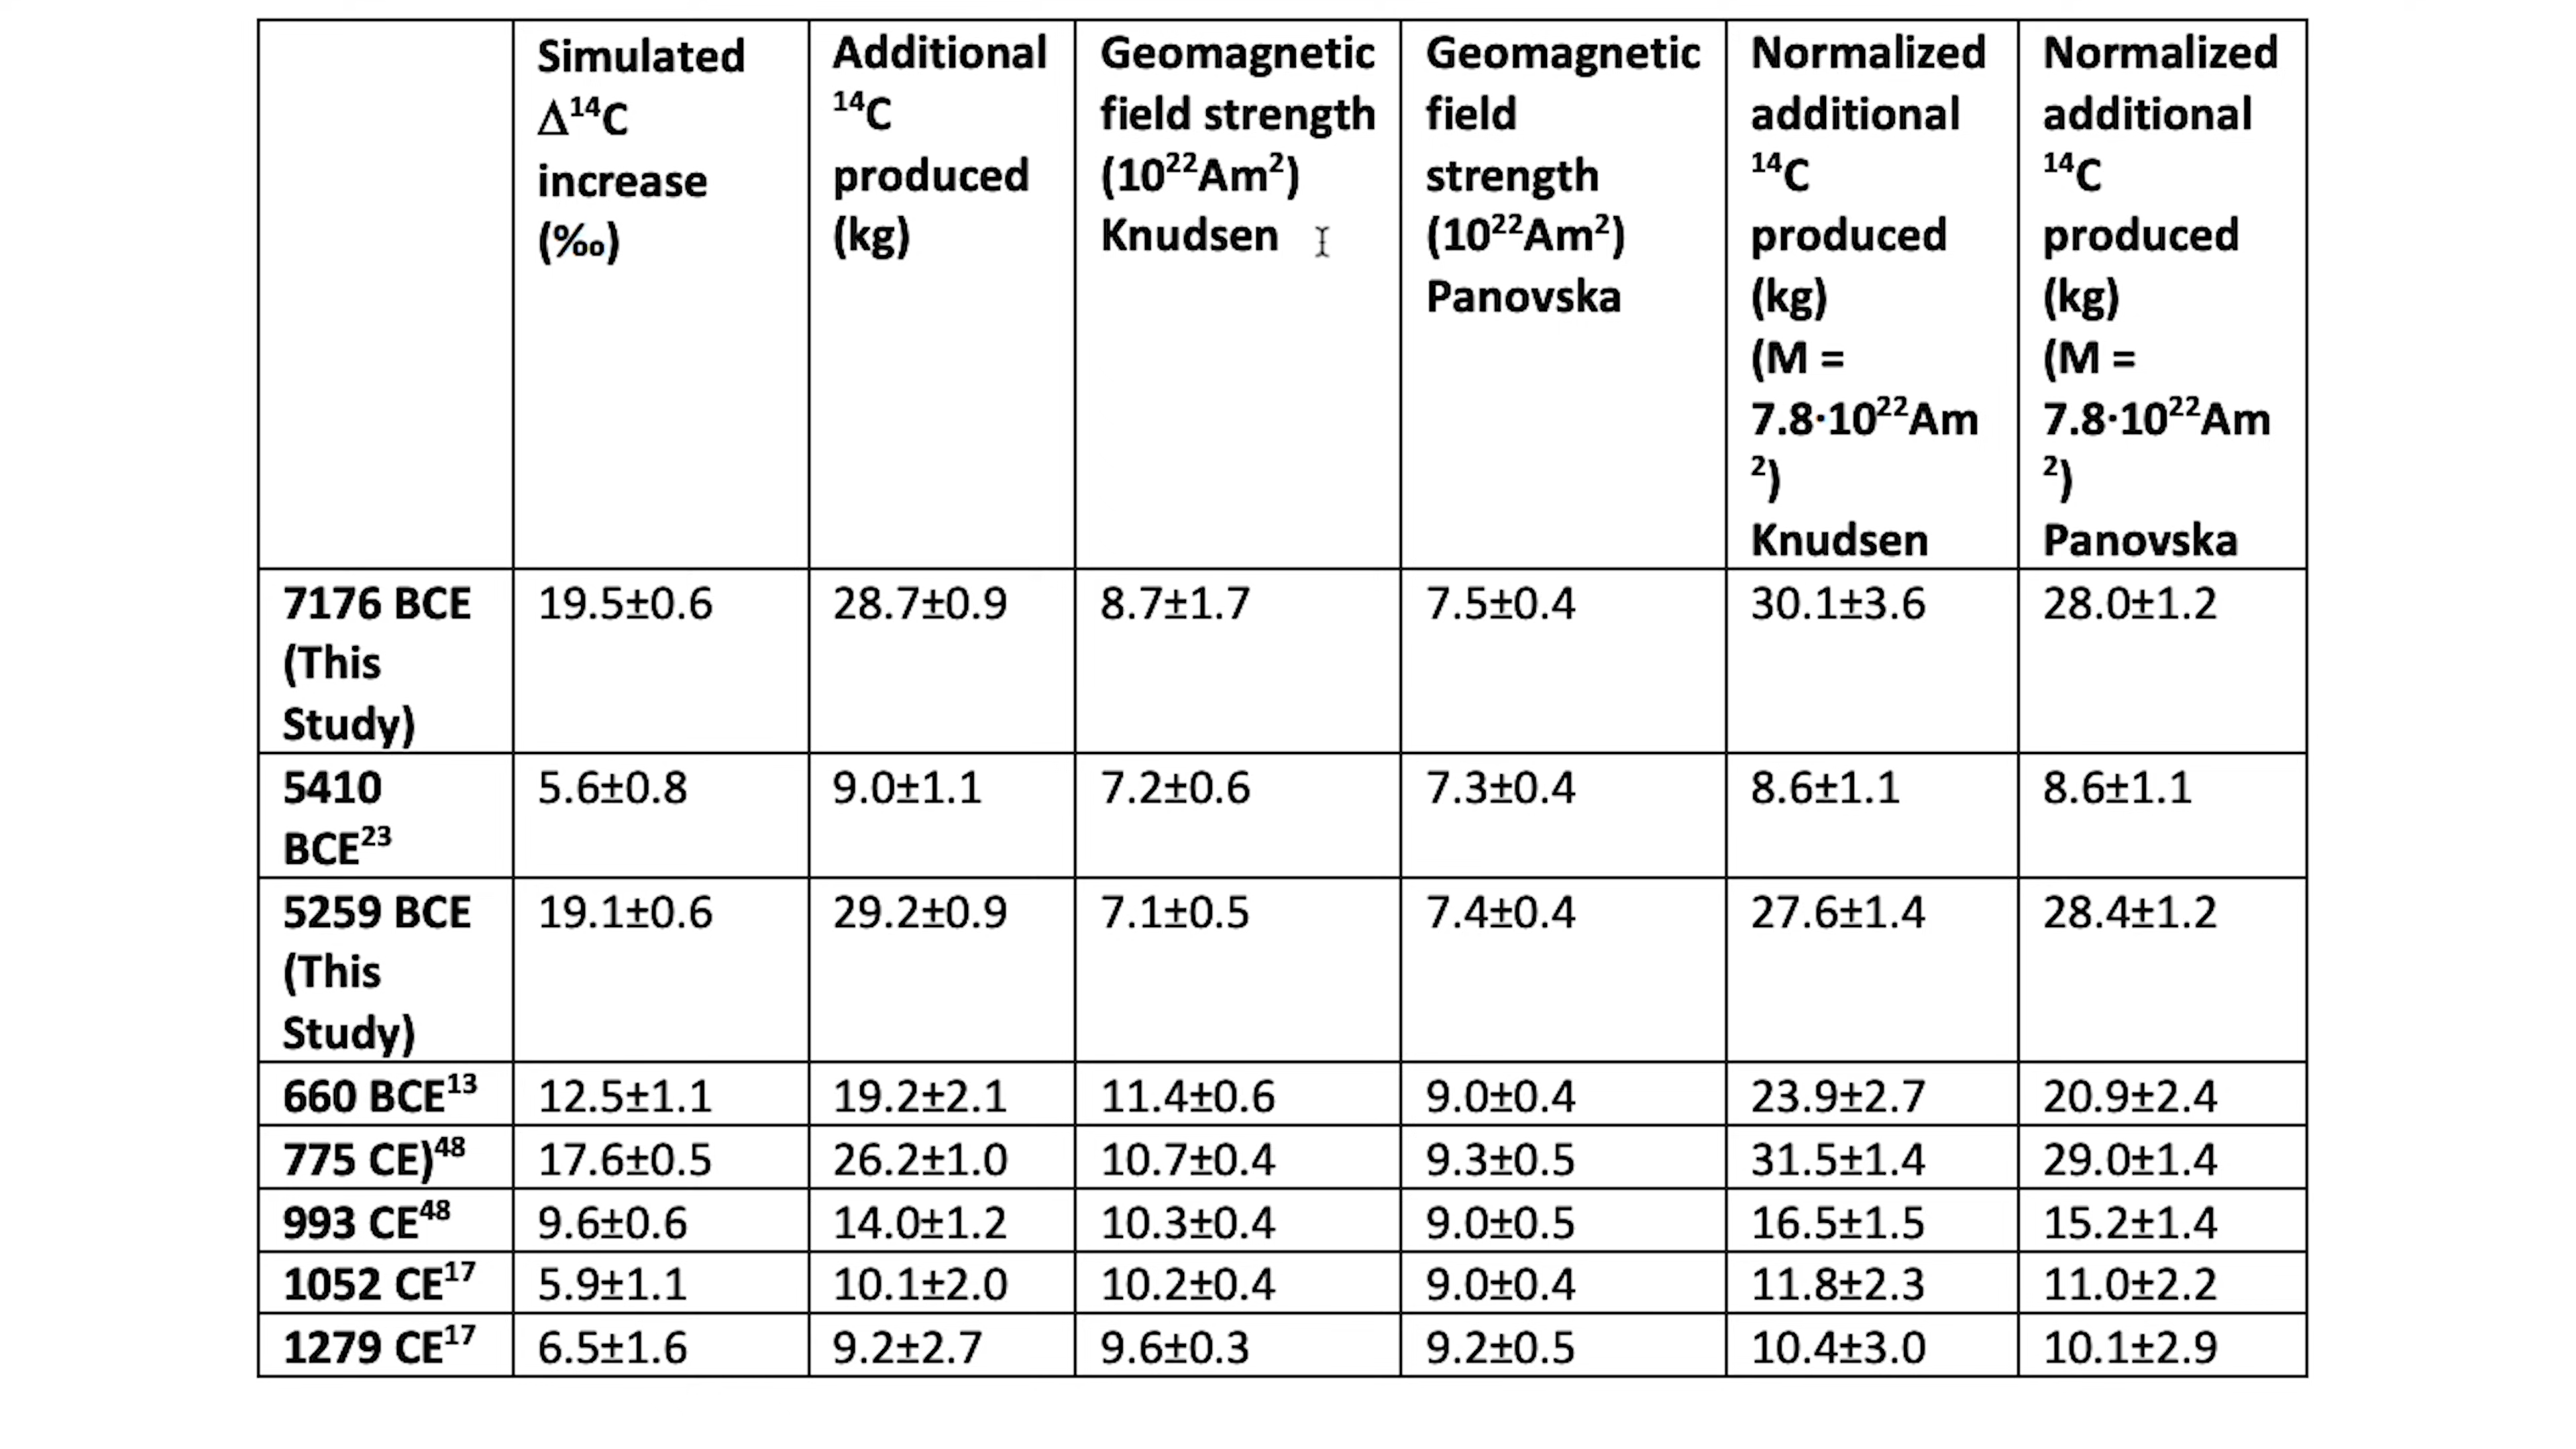 Simulated
Δ¹⁴C
increase
(‰)
Additional
¹⁴C
produced
(kg)
Geomagnetic
field strength
(10²²Am²)
Knudsen
Geomagnetic
field
strength
(10²²Am²)
Panovska
Normalized
additional
¹⁴C
produced
(kg)
(M =
7.8·10²²Am
²)
Knudsen
Normalized
additional
¹⁴C
produced
(kg)
(M =
7.8·10²²Am
²)
Panovska
7176 BCE
(This
Study)
19.5±0.6
28.7±0.9
8.7±1.7
7.5±0.4
30.1±3.6
28.0±1.2
5410
BCE²³
5.6±0.8
9.0±1.1
7.2±0.6
7.3±0.4
8.6±1.1
8.6±1.1
5259 BCE
(This
Study)
19.1±0.6
29.2±0.9
7.1±0.5
7.4±0.4
27.6±1.4
28.4±1.2
660 BCE¹³
12.5±1.1
19.2±2.1
11.4±0.6
9.0±0.4
23.9±2.7
20.9±2.4
775 CE)⁴⁸
17.6±0.5
26.2±1.0
10.7±0.4
9.3±0.5
31.5±1.4
29.0±1.4
993 CE⁴⁸
9.6±0.6
14.0±1.2
10.3±0.4
9.0±0.5
16.5±1.5
15.2±1.4
1052 CE¹⁷
5.9±1.1
10.1±2.0
10.2±0.4
9.0±0.4
11.8±2.3
11.0±2.2
1279 CE¹⁷
6.5±1.6
9.2±2.7
9.6±0.3
9.2±0.5
10.4±3.0
10.1±2.9